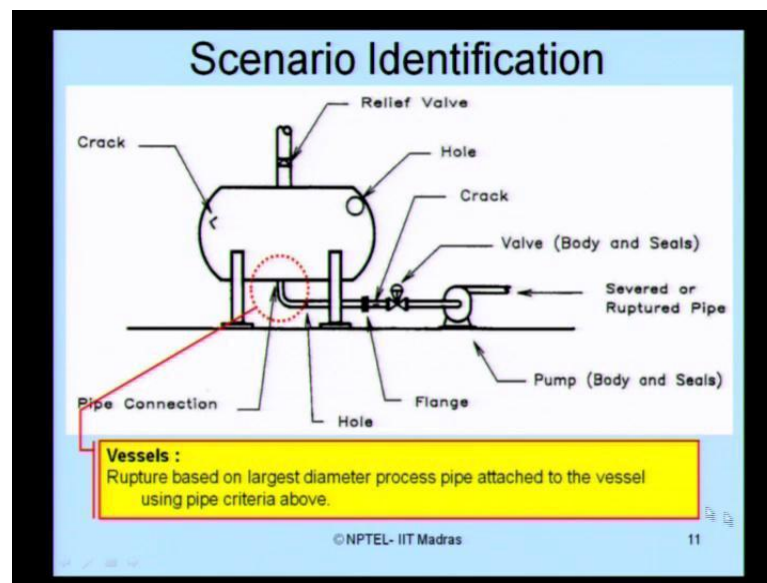 Scenario Identification
Relief Valve
Crack
Hole
Crack
Valve (Body and Seals)
Severed or
Ruptured Pipe
Pump (Body and Seals)
Pipe Connection
Flange
Hole
Vessels :
Rupture based on largest diameter process pipe attached to the vessel
using pipe criteria above.
©NPTEL- IIT Madras
11